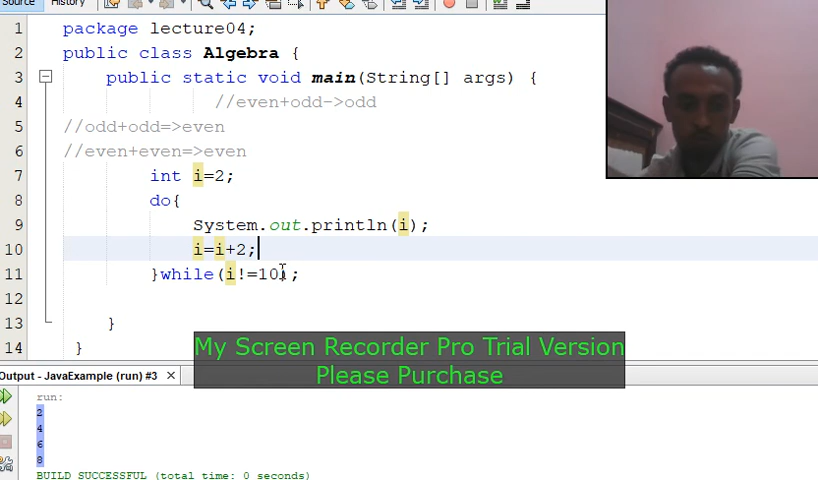 Source History
1 package lecture04;
2 public class Algebra {
3 public static void main(String[] args) {
4 //even+odd->odd
5 //odd+odd=>even
6 //even+even=>even
7 int i=2;
8 do{
9 System.out.println(i);
10 i=i+2;
11 }while(i!=10);
12
13 }
14 }
My Screen Recorder Pro Trial Version
Please Purchase
Output - JavaExample (run) #3
run:
2
4
6
8
BUILD SUCCESSFUL (total time: 0 seconds)